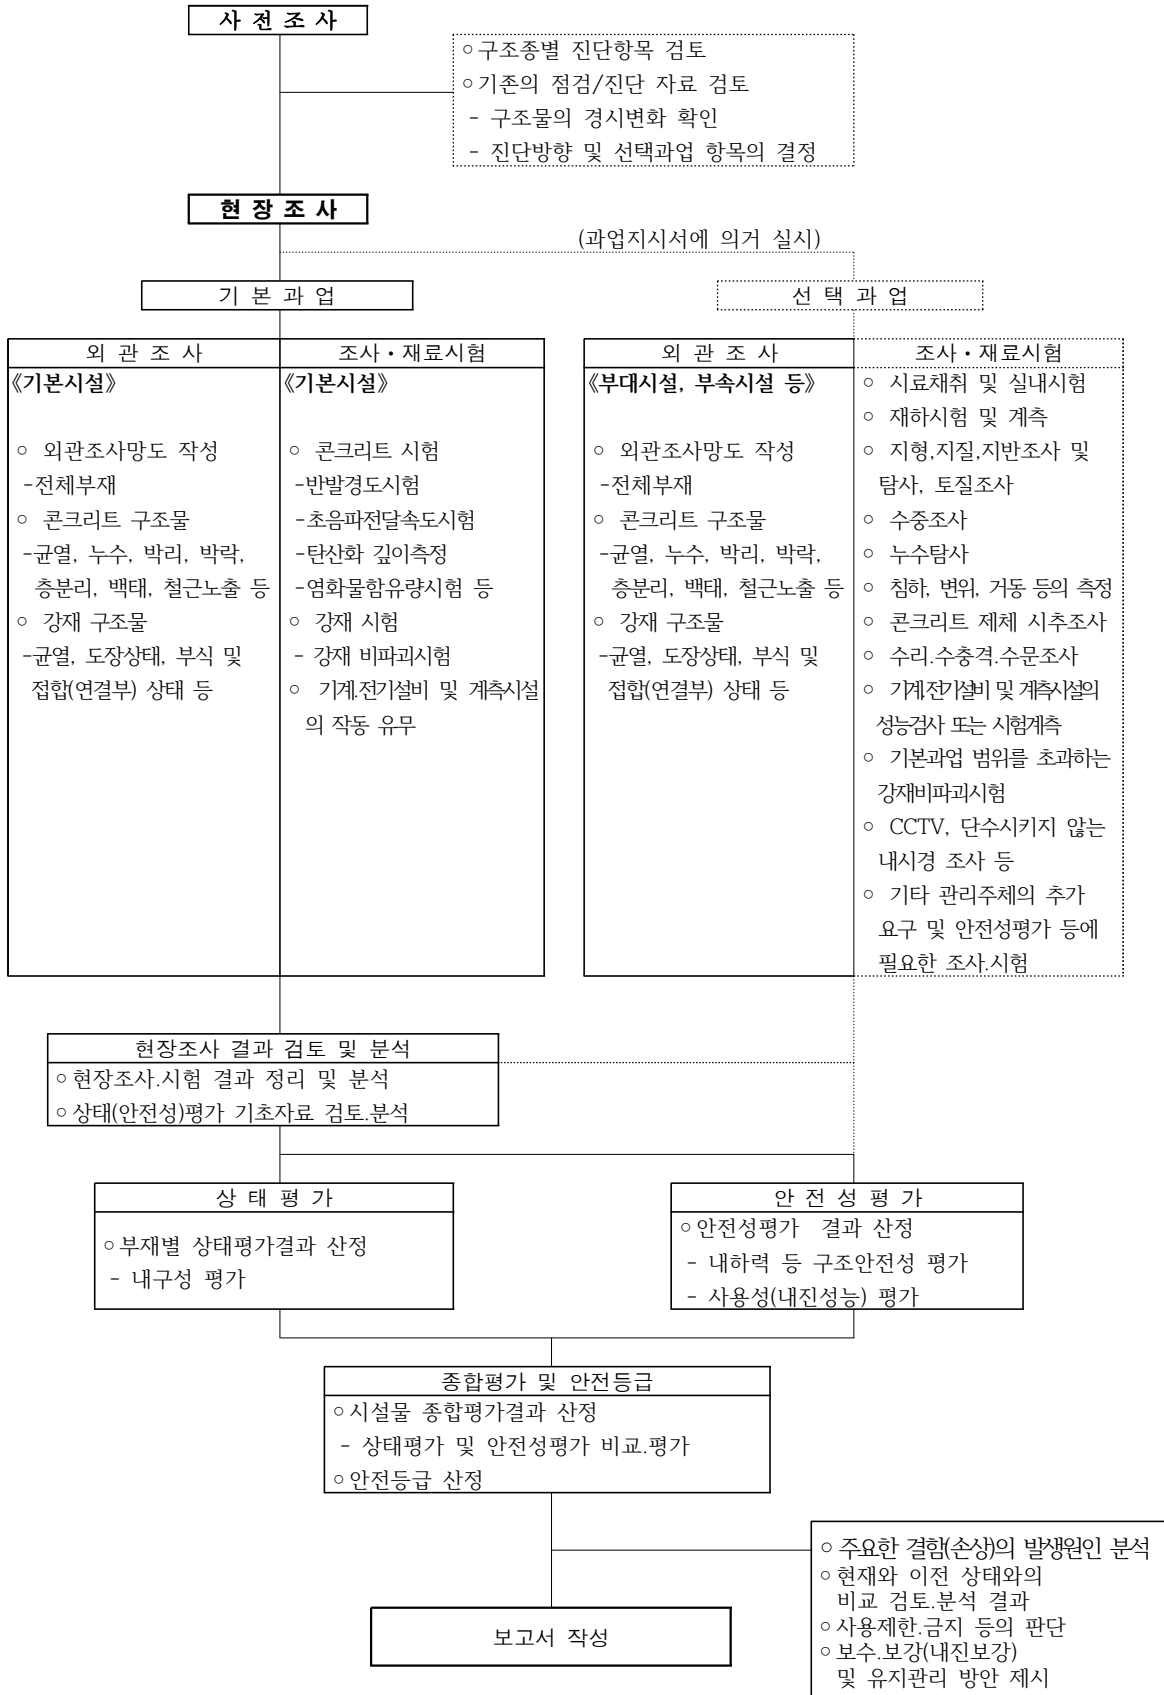 사 전 조 사
○구조종별 진단항목 검토
○기존의 점검/진단 자료 검토
- 구조물의 경시변화 확인
- 진단방향 및 선택과업 항목의 결정
현 장 조 사
(과업지시서에 의거 실시)
기 본 과 업
선 택 과 업
외 관 조 사
《기본시설》
○ 외관조사망도 작성
-전체부재
○ 콘크리트 구조물
-균열, 누수, 박리, 박락,
층분리, 백태, 철근노출 등
○ 강재 구조물
-균열, 도장상태, 부식 및
접합(연결부) 상태 등
조사・재료시험
《기본시설》
○ 콘크리트 시험
-반발경도시험
-초음파전달속도시험
-탄산화 깊이측정
-염화물함유량시험 등
○ 강재 시험
- 강재 비파괴시험
○ 기계.전기설비 및 계측시설
의 작동 유무
외 관 조 사
《부대시설, 부속시설 등》
○ 외관조사망도 작성
-전체부재
○ 콘크리트 구조물
-균열, 누수, 박리, 박락,
층분리, 백태, 철근노출 등
○ 강재 구조물
-균열, 도장상태, 부식 및
접합(연결부) 상태 등
조사・재료시험
○ 시료채취 및 실내시험
○ 재하시험 및 계측
○ 지형,지질,지반조사 및
탐사, 토질조사
○ 수중조사
○ 누수탐사
○ 침하, 변위, 거동 등의 측정
○ 콘크리트 제체 시추조사
○ 수리.수충격.수문조사
○ 기계.전기설비 및 계측시설의
성능검사 또는 시험계측
○ 기본과업 범위를 초과하는
강재비파괴시험
○ CCTV, 단수시키지 않는
내시경 조사 등
○ 기타 관리주체의 추가
요구 및 안전성평가 등에
필요한 조사.시험
현장조사 결과 검토 및 분석
○현장조사.시험 결과 정리 및 분석
○상태(안전성)평가 기초자료 검토.분석
상 태 평 가
○부재별 상태평가결과 산정
- 내구성 평가
안 전 성 평 가
○안전성평가 결과 산정
- 내하력 등 구조안전성 평가
- 사용성(내진성능) 평가
종합평가 및 안전등급
○시설물 종합평가결과 산정
- 상태평가 및 안전성평가 비교.평가
○안전등급 산정
○주요한 결함(손상)의 발생원인 분석
○현재와 이전 상태와의
비교 검토.분석 결과
○사용제한.금지 등의 판단
○보수.보강(내진보강)
및 유지관리 방안 제시
보고서 작성